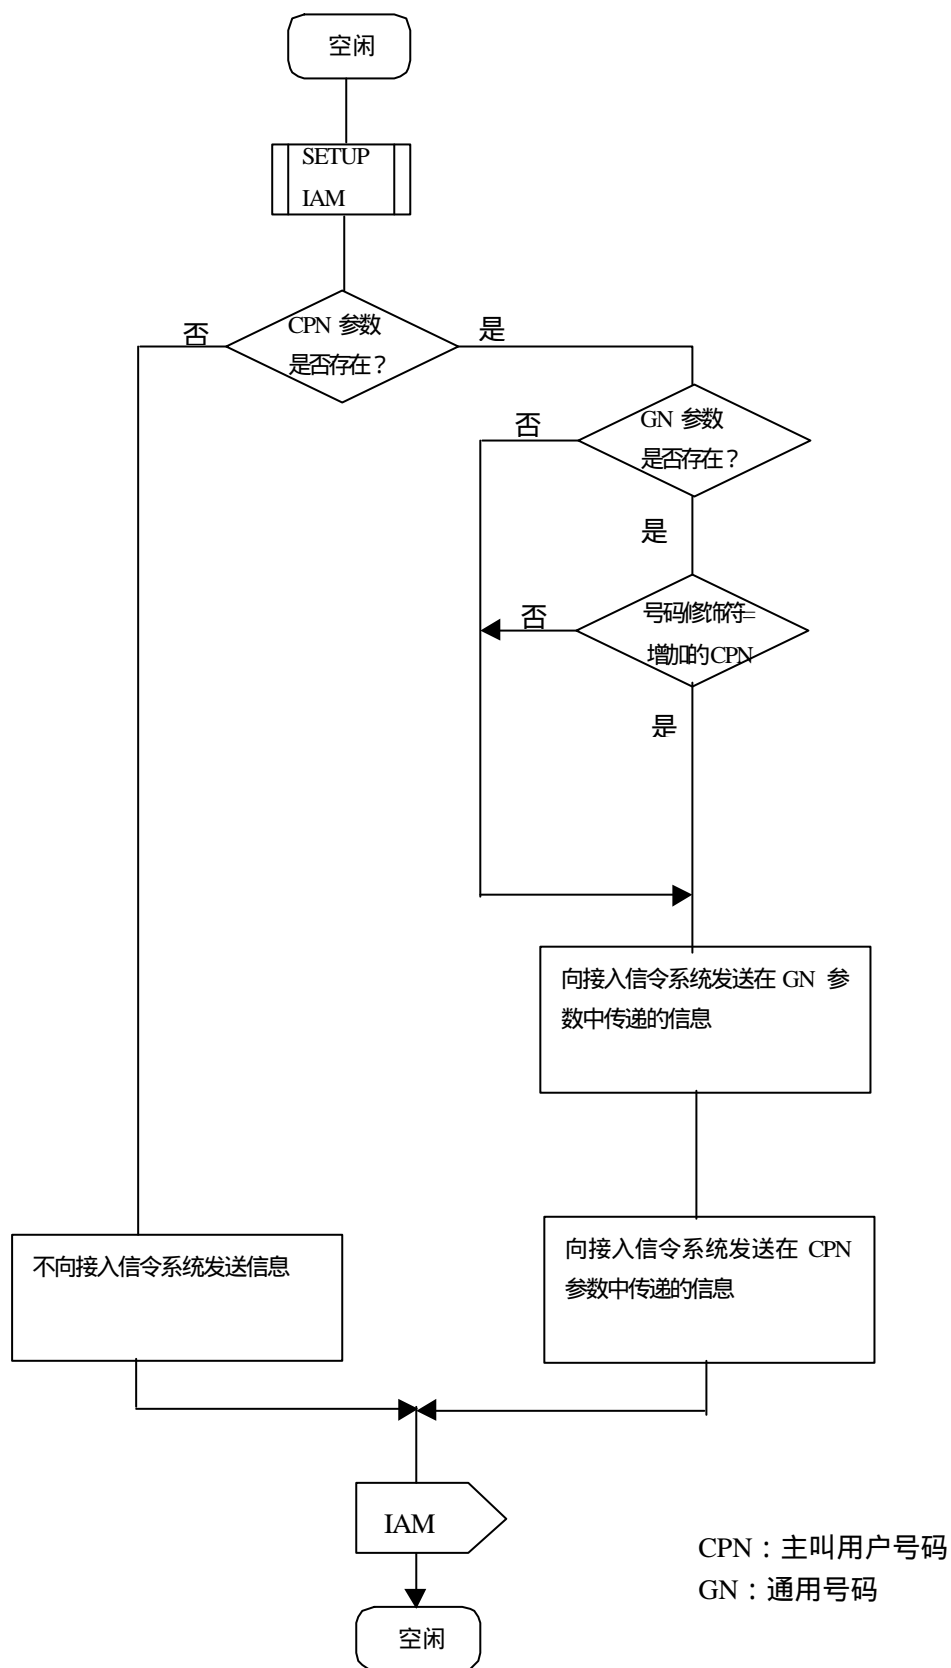 空闲
SETUP
IAM
CPN 参数
是否存在？
否
是
GN 参数
是否存在？
否
是
号码修饰符=
增加的CPN
否
是
向接入信令系统发送在 GN 参
数中传递的信息
不向接入信令系统发送信息
向接入信令系统发送在 CPN
参数中传递的信息
IAM
CPN：主叫用户号码
GN：通用号码
空闲